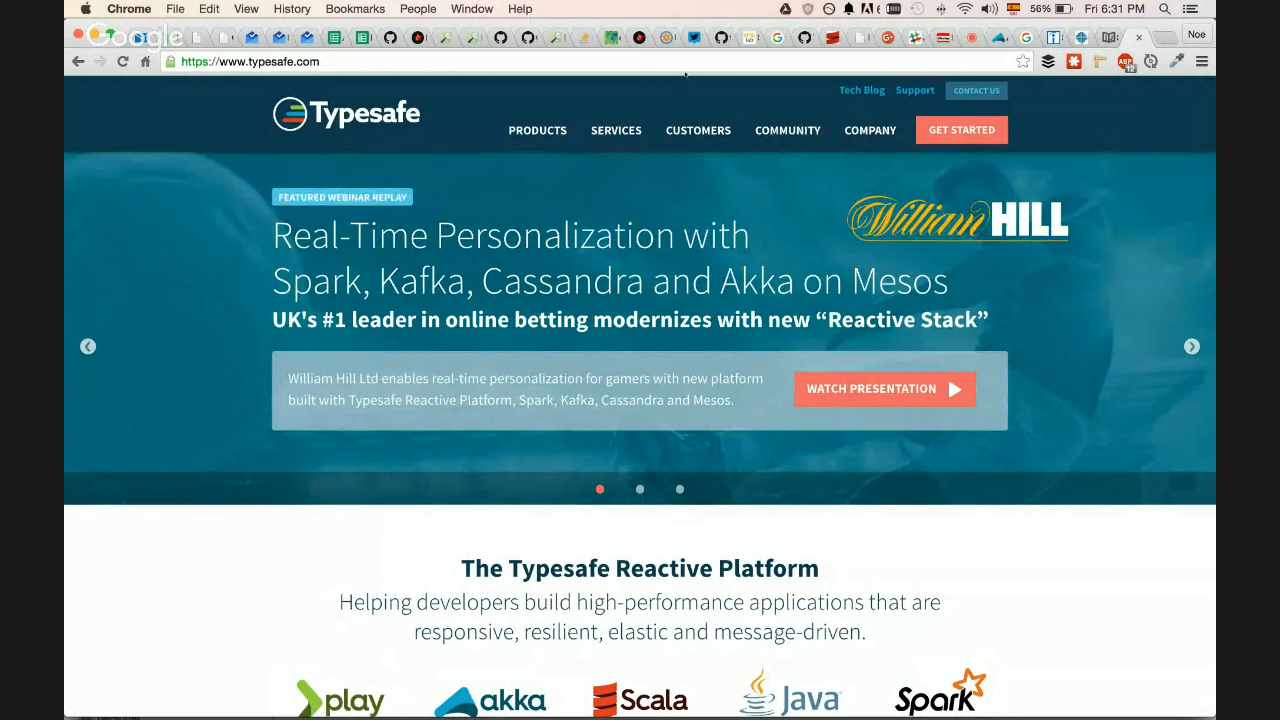 Chrome File Edit View History Bookmarks People Window Help
6 56% Fri 6:31 PM
Google
Noe
https://www.typesafe.com
ABP
12
Tech Blog Support CONTACT US
Typesafe
PRODUCTS SERVICES CUSTOMERS COMMUNITY COMPANY GET STARTED
FEATURED WEBINAR REPLAY
William HILL
Real-Time Personalization with
Spark, Kafka, Cassandra and Akka on Mesos
UK's #1 leader in online betting modernizes with new “Reactive Stack”
William Hill Ltd enables real-time personalization for gamers with new platform
built with Typesafe Reactive Platform, Spark, Kafka, Cassandra and Mesos.
WATCH PRESENTATION
The Typesafe Reactive Platform
Helping developers build high-performance applications that are
responsive, resilient, elastic and message-driven.
play akka Scala Java Spark